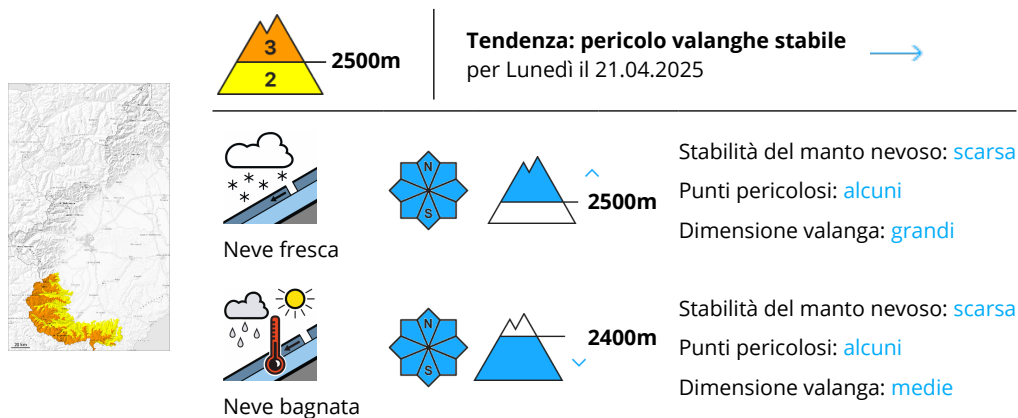 3
2
2500m
Tendenza: pericolo valanghe stabile
per Lunedì il 21.04.2025
20 km
N
S
2500m
Stabilità del manto nevoso: scarsa
Punti pericolosi: alcuni
Dimensione valanga: grandi
Neve fresca
N
S
2400m
Stabilità del manto nevoso: scarsa
Punti pericolosi: alcuni
Dimensione valanga: medie
Neve bagnata